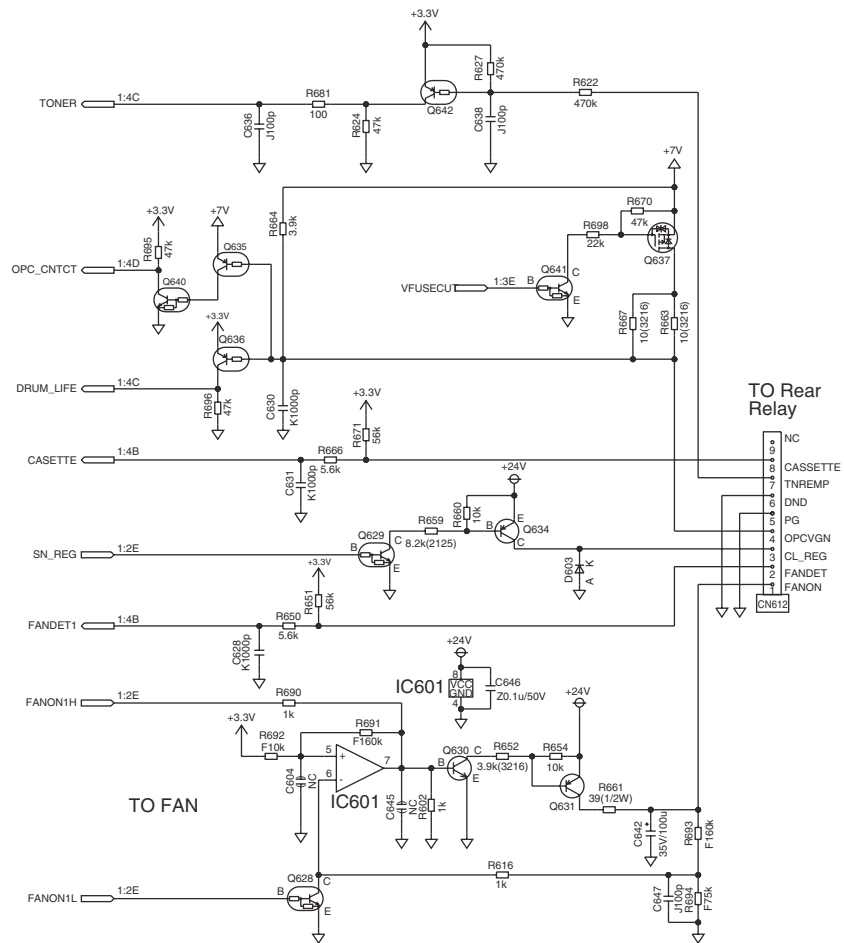 +3.3V
R627
470k
R622
470k
TONER
1:4C
R681
100
Q642
C636
J100p
R624
47k
C638
J100p
+7V
R664
3.9k
R670
47k
+3.3V
+7V
R698
22k
R695
47k
Q635
Q637
OPC_CNTCT
1:4D
Q640
Q641
C
B
E
VFUSECUT
1:3E
R667
10(3216)
R663
10(3216)
+3.3V
Q636
DRUM_LIFE
1:4C
R696
47k
C630
K1000p
+3.3V
R671
56k
TO Rear
Relay
NC
9
CASETTE
1:4B
R666
5.6k
8
CASSETTE
C631
K1000p
7
TNREMP
+24V
6
DND
R660
10k
5
PG
Q629
C
R659
8.2k(2125)
B
E
C
Q634
4
OPCVGN
SN_REG
1:2E
B
E
3
CL_REG
D603
A
K
2
FANDET
+3.3V
R651
56k
1
FANON
CN612
FANDET1
1:4B
R650
5.6k
C628
K1000p
+24V
IC601
8
VCC
GND
4
C646
Z0.1u/50V
+24V
FANON1H
1:2E
R690
1k
+3.3V
R692
F10k
R691
F160k
5
+
6
-
7
IC601
C604
NC
Q630
C
B
E
R652
3.9k(3216)
R654
10k
Q631
R661
39(1/2W)
C645
NC
R602
1k
C642
+
35V/100u
R693
F160k
TO FAN
R616
1k
Q628
C
B
E
FANON1L
1:2E
C647
J100p
R694
F75k